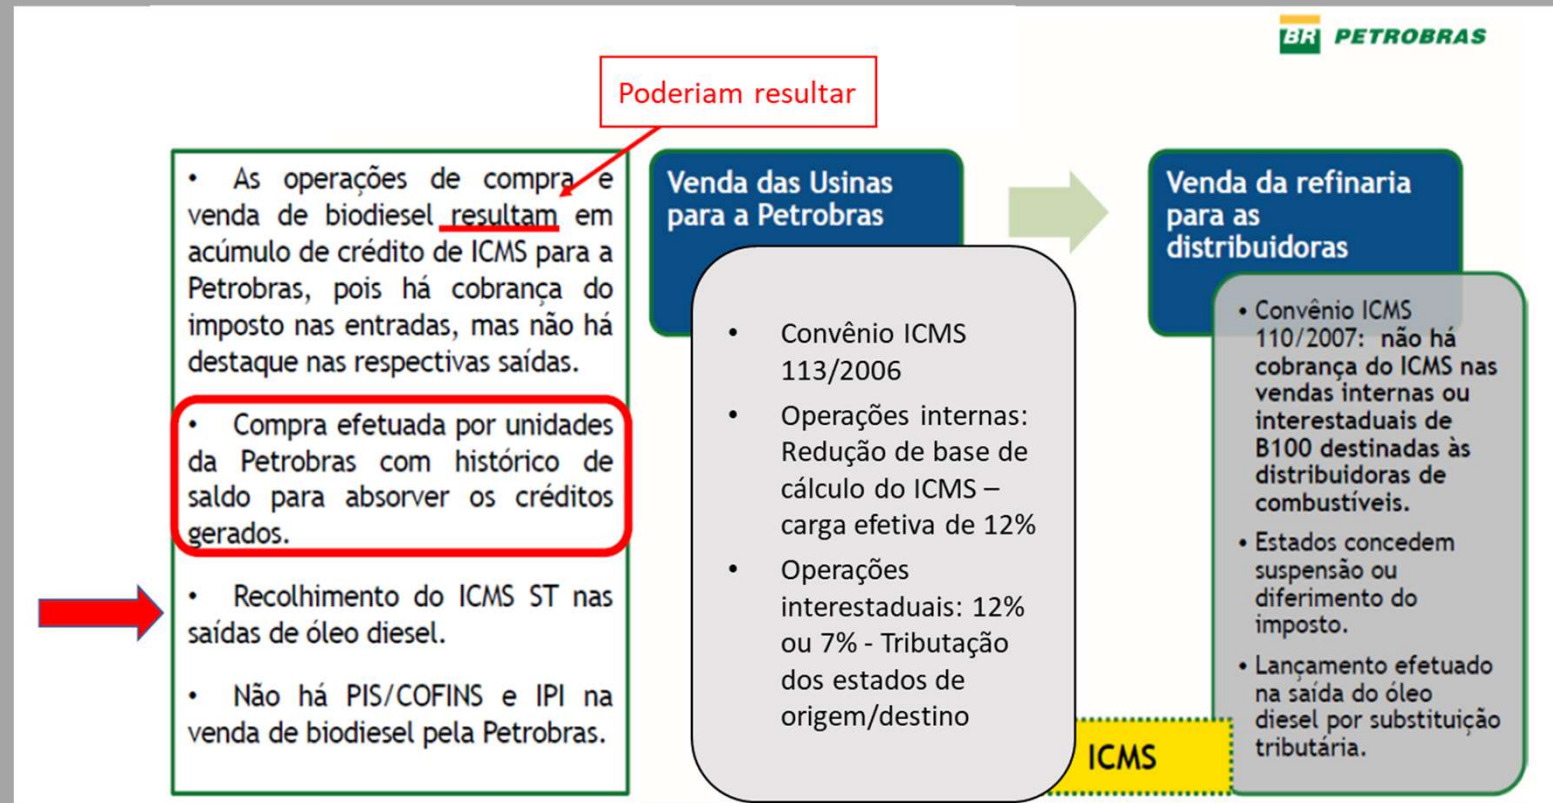 BR PETROBRAS
Poderiam resultar
• As operações de compra e
venda de biodiesel resultam em
acúmulo de crédito de ICMS para a
Petrobras, pois há cobrança do
imposto nas entradas, mas não há
destaque nas respectivas saídas.
• Compra efetuada por unidades
da Petrobras com histórico de
saldo para absorver os créditos
gerados.
• Recolhimento do ICMS ST nas
saídas de óleo diesel.
• Não há PIS/COFINS e IPI na
venda de biodiesel pela Petrobras.
Venda das Usinas
para a Petrobras
• Convênio ICMS
113/2006
• Operações internas:
Redução de base de
cálculo do ICMS –
carga efetiva de 12%
• Operações
interestaduais: 12%
ou 7% - Tributação
dos estados de
origem/destino
ICMS
Venda da refinaria
para as
distribuidoras
• Convênio ICMS
110/2007: não há
cobrança do ICMS nas
vendas internas ou
interestaduais de
B100 destinadas às
distribuidoras de
combustíveis.
• Estados concedem
suspensão ou
diferimento do
imposto.
• Lançamento efetuado
na saída do óleo
diesel por substituição
tributária.